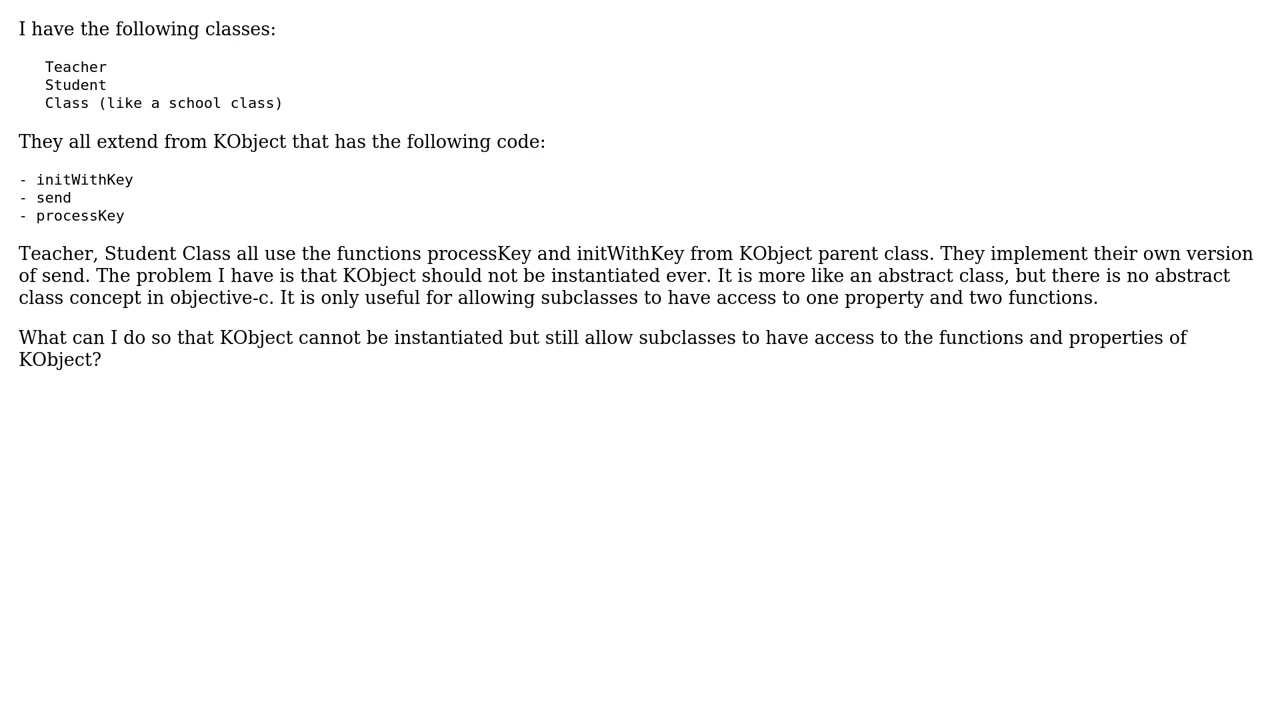 I have the following classes:
Teacher
Student
Class (like a school class)
They all extend from KObject that has the following code:
- initWithKey
- send
- processKey
Teacher, Student Class all use the functions processKey and initWithKey from KObject parent class. They implement their own version
of send. The problem I have is that KObject should not be instantiated ever. It is more like an abstract class, but there is no abstract
class concept in objective-c. It is only useful for allowing subclasses to have access to one property and two functions.
What can I do so that KObject cannot be instantiated but still allow subclasses to have access to the functions and properties of
KObject?